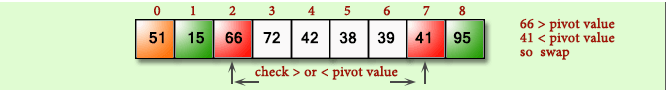 0 1 2 3 4 5 6 7 8
51 15 66 72 42 38 39 41 95
check > or < pivot value
66 > pivot value
41 < pivot value
so swap